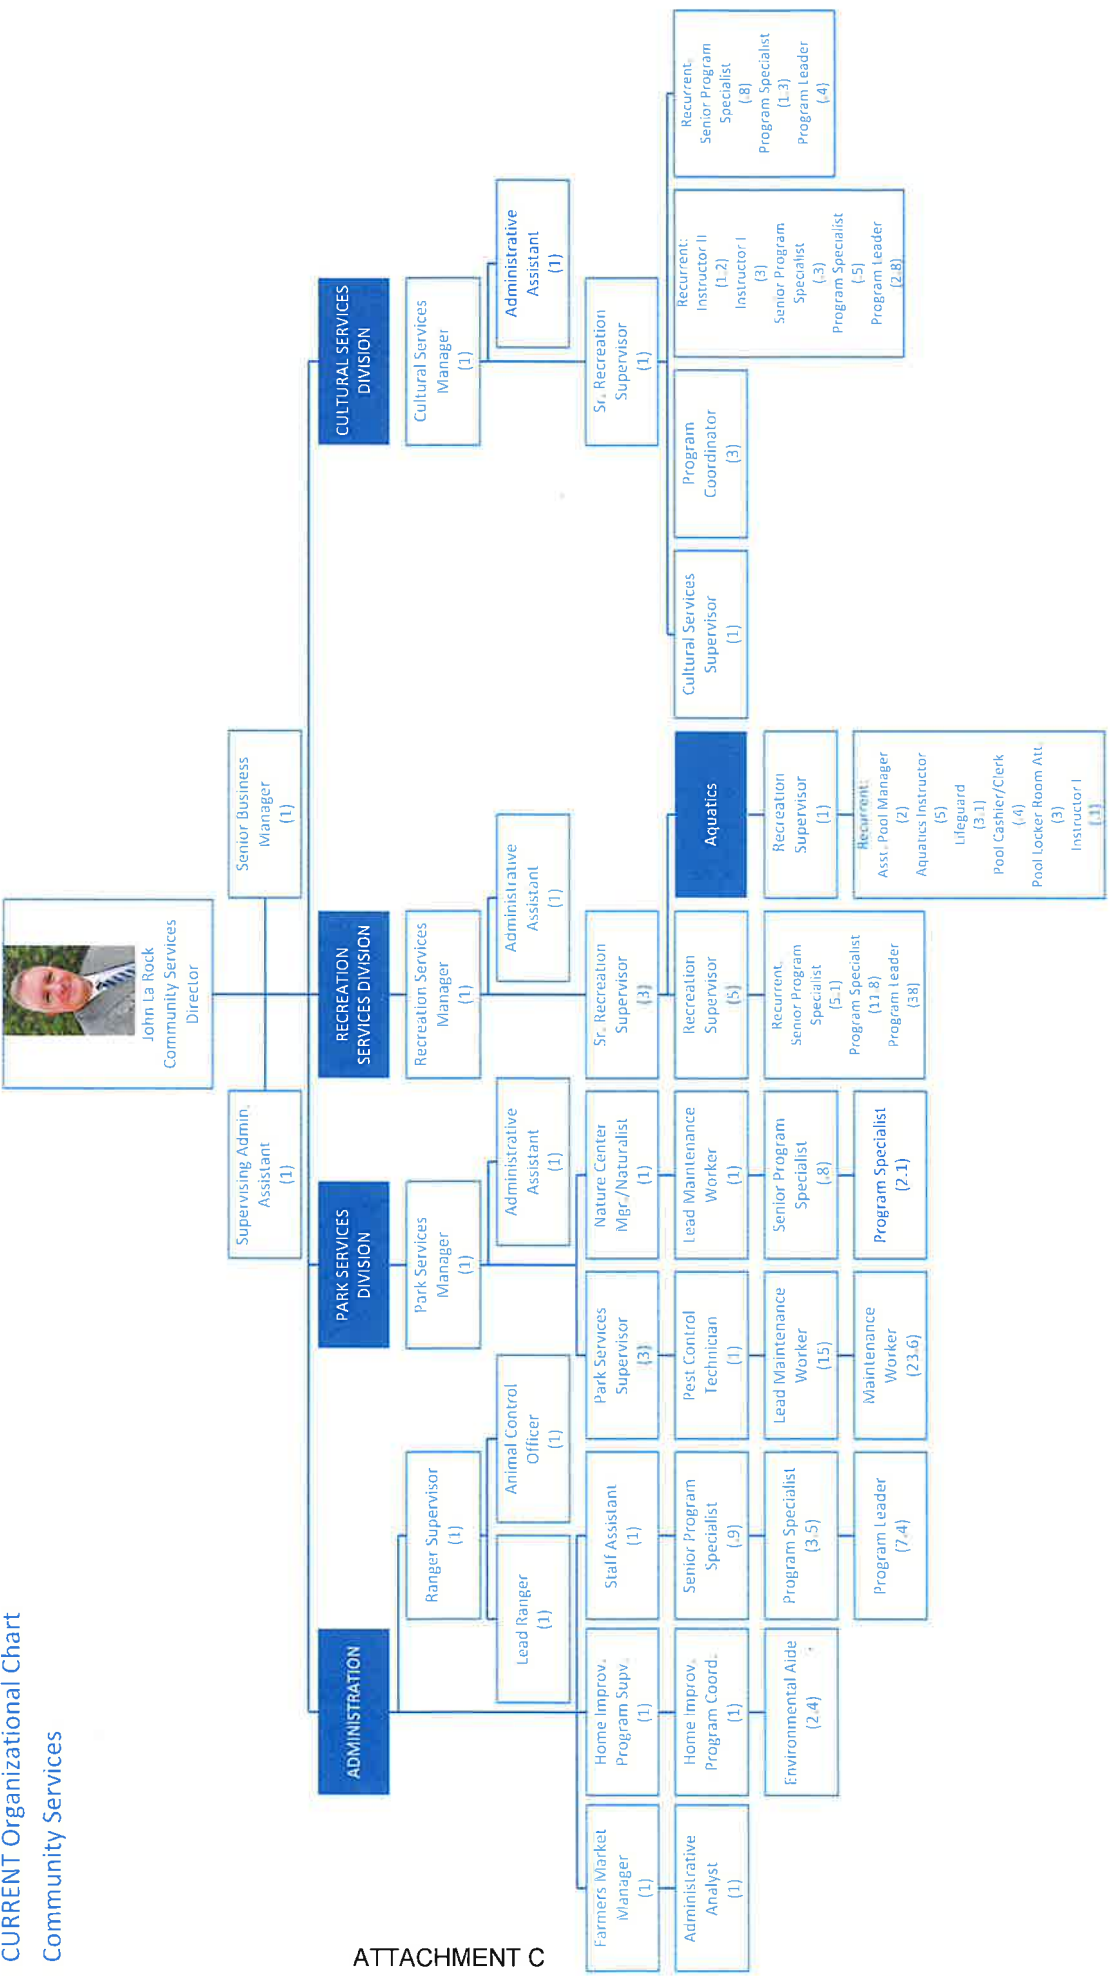 CURRENT Organizational Chart
Community Services
John La Rock
Community Services
Director
Supervising Admin.
Assistant
(1)
Senior Business
Manager
(1)
ADMINISTRATION
Ranger Supervisor
(1)
Lead Ranger
(1)
Animal Control
Officer
(1)
Farmers Market
Manager
(1)
Administrative
Analyst
(1)
Home Improv.
Program Supv.
(1)
Home Improv.
Program Coord.
(1)
Environmental Aide
(2.4)
Staff Assistant
(1)
Senior Program
Specialist
(.9)
Program Specialist
(3.5)
Program Leader
(7.4)
PARK SERVICES
DIVISION
Park Services
Manager
(1)
Administrative
Assistant
(1)
Park Services
Supervisor
(3)
Pest Control
Technician
(1)
Lead Maintenance
Worker
(15)
Maintenance
Worker
(23.6)
Nature Center
Mgr./Naturalist
(1)
Lead Maintenance
Worker
(1)
Senior Program
Specialist
(.8)
Program Specialist
(2.1)
RECREATION
SERVICES DIVISION
Recreation Services
Manager
(1)
Administrative
Assistant
(1)
Sr. Recreation
Supervisor
(3)
Recreation
Supervisor
(5)
Recurrent:
Senior Program
Specialist
(5.1)
Program Specialist
(11.8)
Program Leader
(38)
Aquatics
Recreation
Supervisor
(1)
Recurrent:
Asst. Pool Manager
(2)
Aquatics Instructor
(5)
Lifeguard
(3.1)
Pool Cashier/Clerk
(.4)
Pool Locker Room Att.
(3)
Instructor I
(.1)
CULTURAL SERVICES
DIVISION
Cultural Services
Manager
(1)
Administrative
Assistant
(1)
Sr. Recreation
Supervisor
(1)
Cultural Services
Supervisor
(1)
Program
Coordinator
(3)
Recurrent:
Instructor II
(1.2)
Instructor I
(3)
Senior Program
Specialist
(.3)
Program Specialist
(.5)
Program Leader
(2.8)
Recurrent:
Senior Program
Specialist
(.8)
Program Specialist
(1.3)
Program Leader
(.4)
ATTACHMENT C